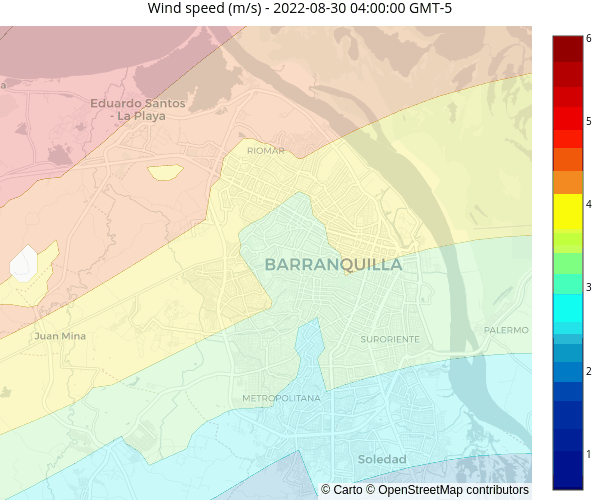 Wind speed (m/s) - 2022-08-30 04:00:00 GMT-5
6
a
Eduardo Santos
- La Playa
5
RIOMAR
4
BARRANQUILLA
3
Juan Mina
SURORIENTE
PALERMO
2
METROPOLITANA
Soledad
1
© Carto © OpenStreetMap contributors